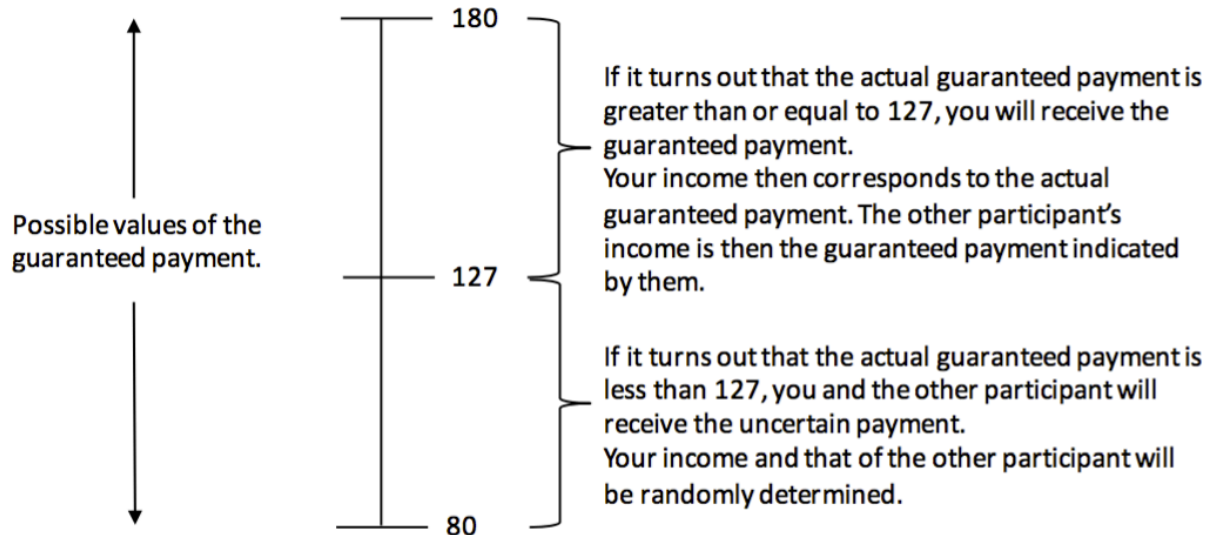 180
If it turns out that the actual guaranteed payment is
greater than or equal to 127, you will receive the
guaranteed payment.
Your income then corresponds to the actual
guaranteed payment. The other participant's
income is then the guaranteed payment indicated
by them.
Possible values of the
guaranteed payment.
127
If it turns out that the actual guaranteed payment is
less than 127, you and the other participant will
receive the uncertain payment.
Your income and that of the other participant will
be randomly determined.
80